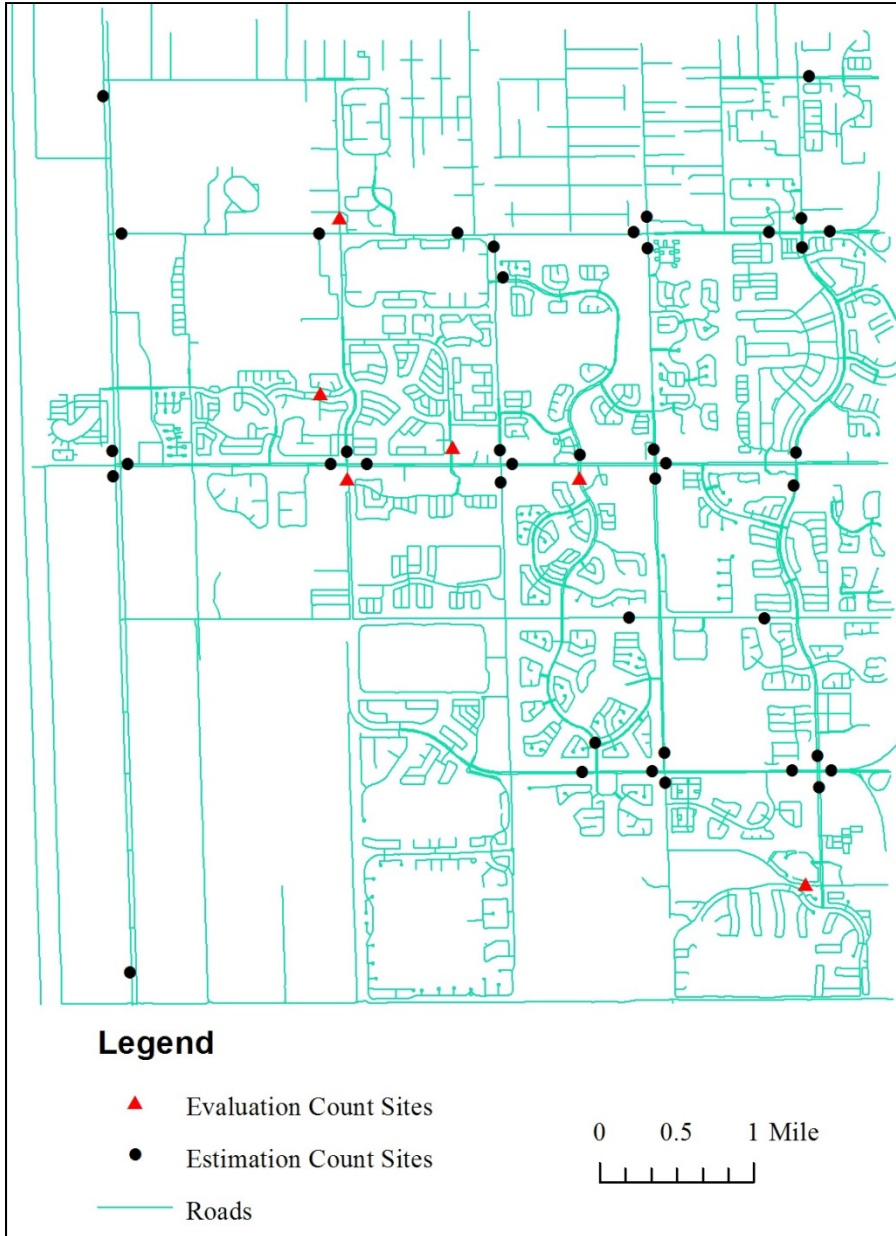 Legend
Evaluation Count Sites
Estimation Count Sites
Roads
0 0.5 1 Mile